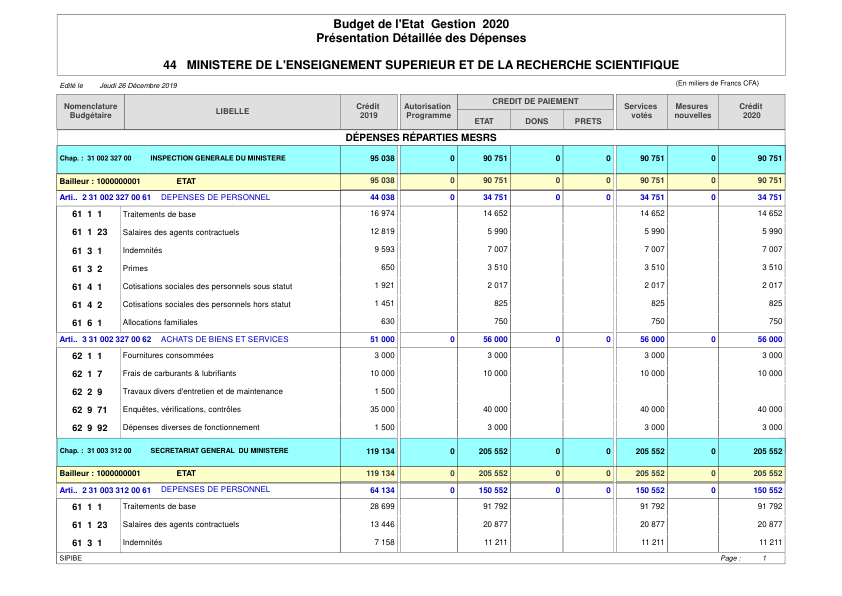 Budget de l'Etat Gestion 2020
Présentation Détaillée des Dépenses
44 MINISTERE DE L'ENSEIGNEMENT SUPERIEUR ET DE LA RECHERCHE SCIENTIFIQUE
Edité le Jeudi 26 Décembre 2019 (En miliers de Francs CFA)
Nomenclature Budgétaire LIBELLE Crédit 2019 Autorisation Programme CREDIT DE PAIEMENT ETAT DONS PRETS Services votés Mesures nouvelles Crédit 2020
DÉPENSES RÉPARTIES MESRS
Chap. : 31 002 327 00 INSPECTION GENERALE DU MINISTERE 95 038 0 90 751 0 0 90 751 0 90 751
Bailleur : 1000000001 ETAT 95 038 0 90 751 0 0 90 751 0 90 751
Arti.. 2 31 002 327 00 61 DEPENSES DE PERSONNEL 44 038 0 34 751 0 0 34 751 0 34 751
61 1 1 Traitements de base 16 974 14 652 14 652 14 652
61 1 23 Salaires des agents contractuels 12 819 5 990 5 990 5 990
61 3 1 Indemnités 9 593 7 007 7 007 7 007
61 3 2 Primes 650 3 510 3 510 3 510
61 4 1 Cotisations sociales des personnels sous statut 1 921 2 017 2 017 2 017
61 4 2 Cotisations sociales des personnels hors statut 1 451 825 825 825
61 6 1 Allocations familiales 630 750 750 750
Arti.. 3 31 002 327 00 62 ACHATS DE BIENS ET SERVICES 51 000 0 56 000 0 0 56 000 0 56 000
62 1 1 Fournitures consommées 3 000 3 000 3 000 3 000
62 1 7 Frais de carburants & lubrifiants 10 000 10 000 10 000 10 000
62 2 9 Travaux divers d'entretien et de maintenance 1 500
62 9 71 Enquêtes, vérifications, contrôles 35 000 40 000 40 000 40 000
62 9 92 Dépenses diverses de fonctionnement 1 500 3 000 3 000 3 000
Chap. : 31 003 312 00 SECRETARIAT GENERAL DU MINISTERE 119 134 0 205 552 0 0 205 552 0 205 552
Bailleur : 1000000001 ETAT 119 134 0 205 552 0 0 205 552 0 205 552
Arti.. 2 31 003 312 00 61 DEPENSES DE PERSONNEL 64 134 0 150 552 0 0 150 552 0 150 552
61 1 1 Traitements de base 28 699 91 792 91 792 91 792
61 1 23 Salaires des agents contractuels 13 446 20 877 20 877 20 877
61 3 1 Indemnités 7 158 11 211 11 211 11 211
SIPIBE Page : 1